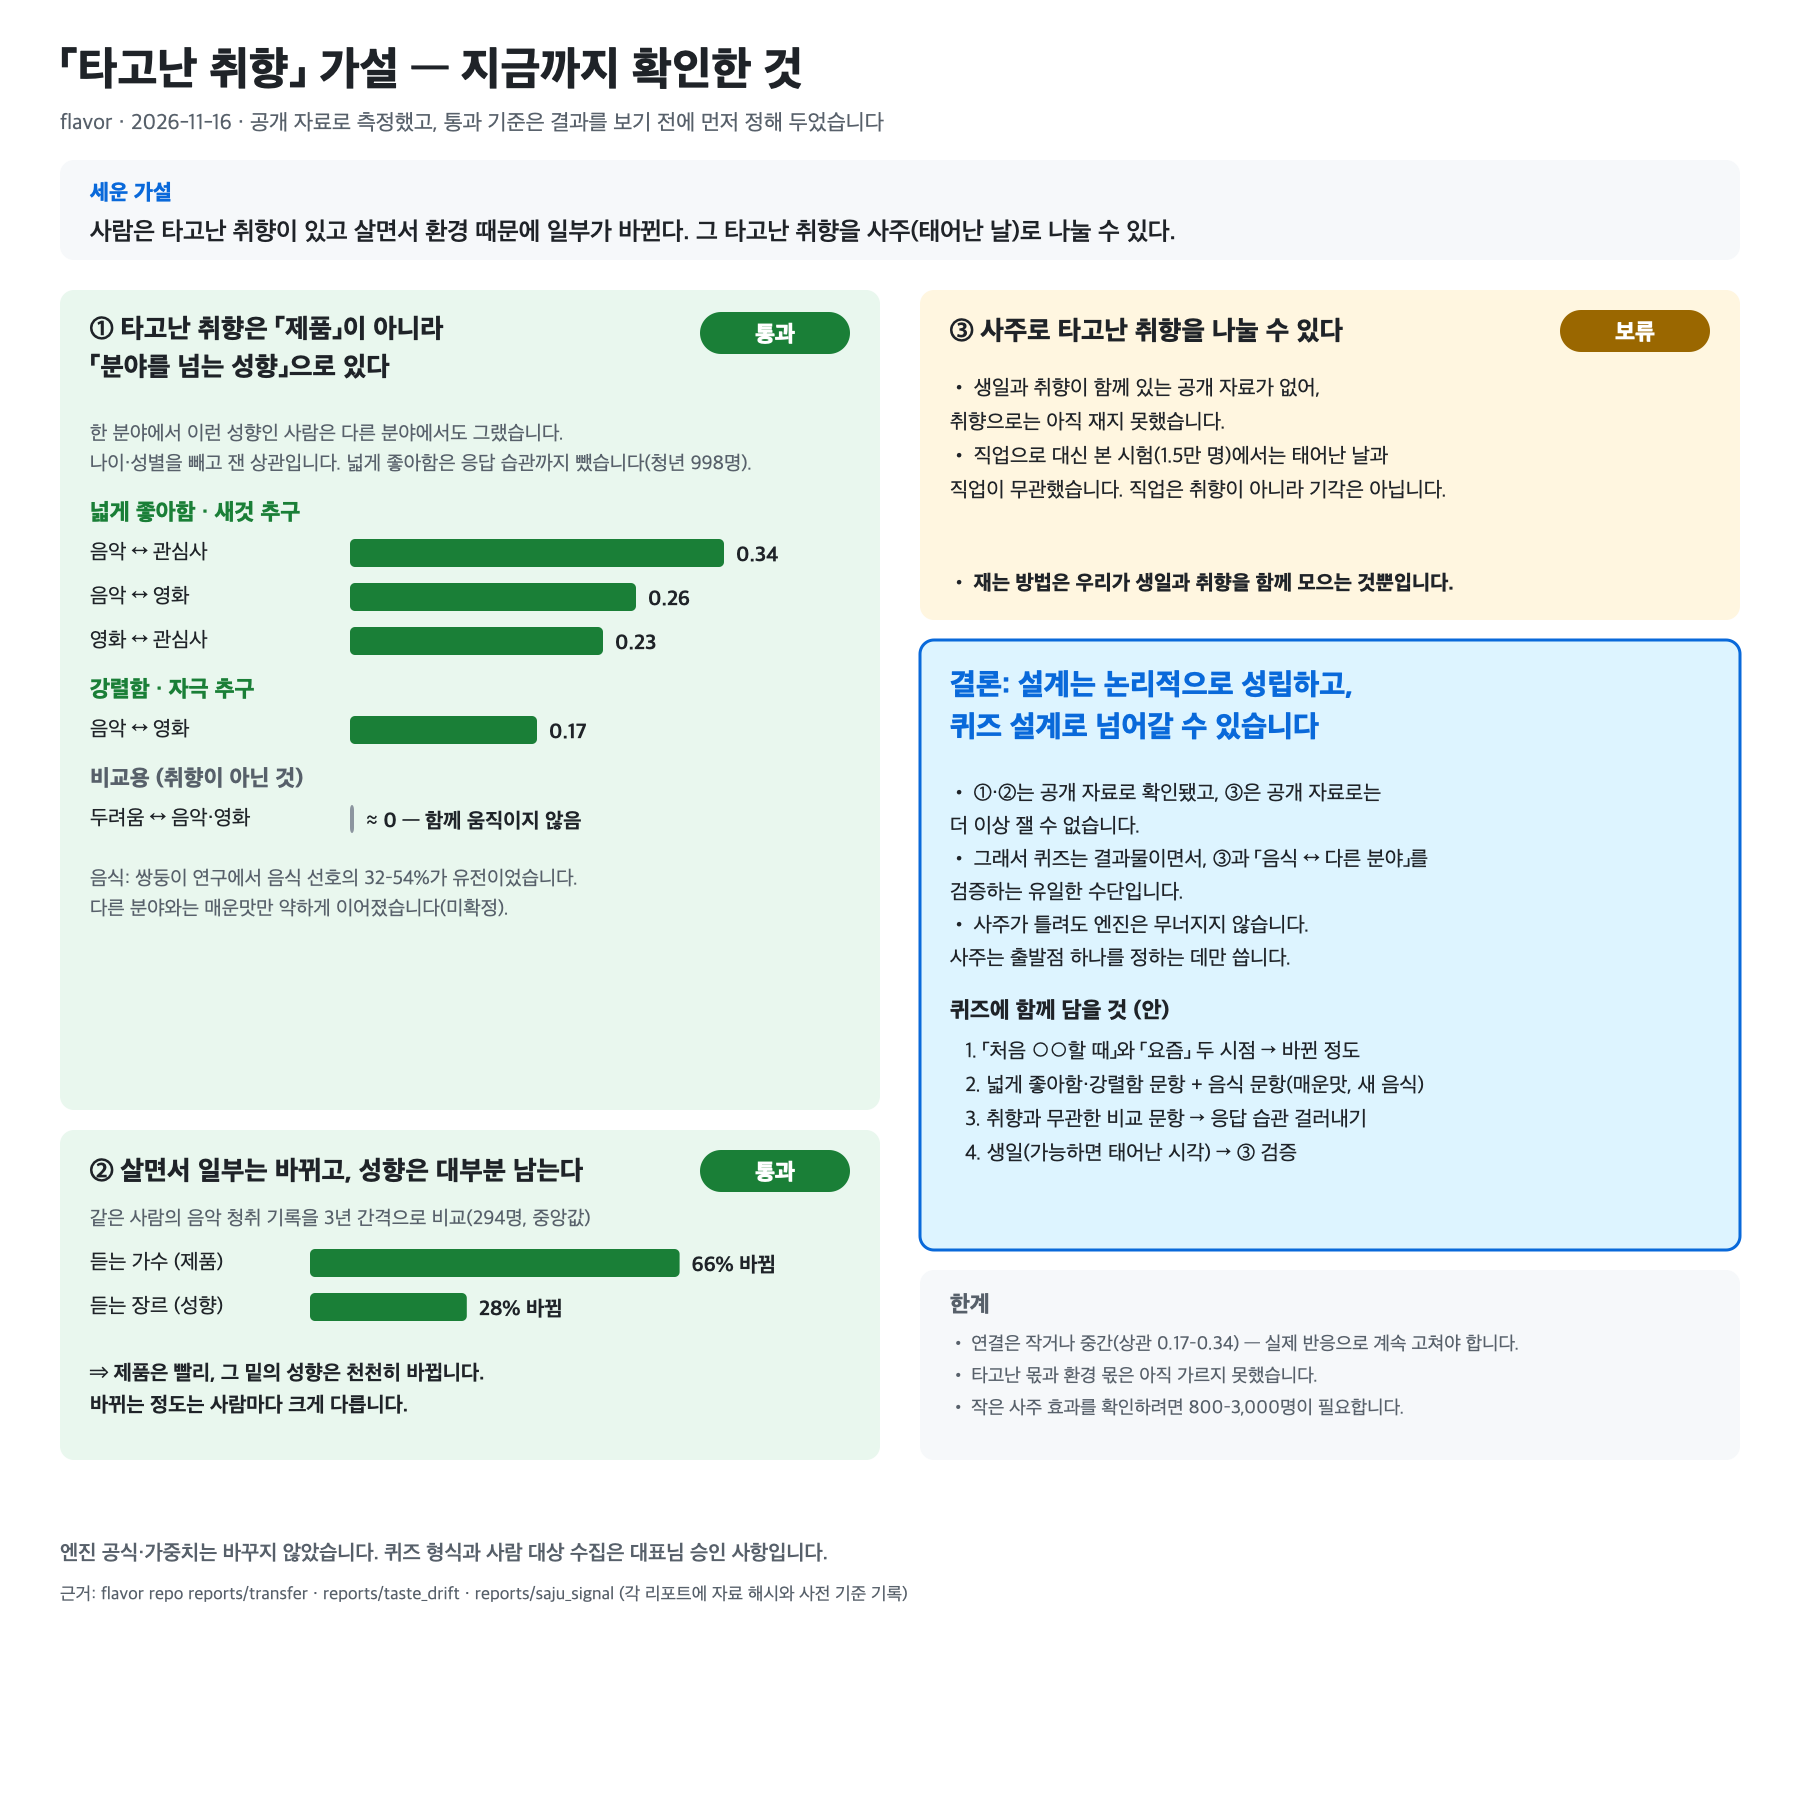 「타고난 취향」 가설 — 지금까지 확인한 것
flavor · 2026-11-16 · 공개 자료로 측정했고, 통과 기준은 결과를 보기 전에 먼저 정해 두었습니다
세운 가설
사람은 타고난 취향이 있고 살면서 환경 때문에 일부가 바뀐다. 그 타고난 취향을 사주(태어난 날)로 나눌 수 있다.
① 타고난 취향은 「제품」이 아니라
「분야를 넘는 성향」으로 있다
통과
한 분야에서 이런 성향인 사람은 다른 분야에서도 그랬습니다.
나이·성별을 빼고 잰 상관입니다. 넓게 좋아함은 응답 습관까지 뺐습니다(청년 998명).
넓게 좋아함 · 새것 추구
음악 ↔ 관심사 0.34
음악 ↔ 영화 0.26
영화 ↔ 관심사 0.23
강렬함 · 자극 추구
음악 ↔ 영화 0.17
비교용 (취향이 아닌 것)
두려움 ↔ 음악·영화 ≈ 0 — 함께 움직이지 않음
음식: 쌍둥이 연구에서 음식 선호의 32-54%가 유전이었습니다.
다른 분야와는 매운맛만 약하게 이어졌습니다(미확정).
② 살면서 일부는 바뀌고, 성향은 대부분 남는다
통과
같은 사람의 음악 청취 기록을 3년 간격으로 비교(294명, 중앙값)
듣는 가수 (제품) 66% 바뀜
듣는 장르 (성향) 28% 바뀜
⇒ 제품은 빨리, 그 밑의 성향은 천천히 바뀝니다.
바뀌는 정도는 사람마다 크게 다릅니다.
③ 사주로 타고난 취향을 나눌 수 있다
보류
• 생일과 취향이 함께 있는 공개 자료가 없어,
취향으로는 아직 재지 못했습니다.
• 직업으로 대신 본 시험(1.5만 명)에서는 태어난 날과
직업이 무관했습니다. 직업은 취향이 아니라 기각은 아닙니다.
• 재는 방법은 우리가 생일과 취향을 함께 모으는 것뿐입니다.
결론: 설계는 논리적으로 성립하고,
퀴즈 설계로 넘어갈 수 있습니다
• ①·②는 공개 자료로 확인됐고, ③은 공개 자료로는
더 이상 잴 수 없습니다.
• 그래서 퀴즈는 결과물이면서, ③과 「음식 ↔ 다른 분야」를
검증하는 유일한 수단입니다.
• 사주가 틀려도 엔진은 무너지지 않습니다.
사주는 출발점 하나를 정하는 데만 씁니다.
퀴즈에 함께 담을 것 (안)
1. 「처음 ○○할 때」와 「요즘」 두 시점 → 바뀐 정도
2. 넓게 좋아함·강렬함 문항 + 음식 문항(매운맛, 새 음식)
3. 취향과 무관한 비교 문항 → 응답 습관 걸러내기
4. 생일(가능하면 태어난 시각) → ③ 검증
한계
• 연결은 작거나 중간(상관 0.17-0.34) — 실제 반응으로 계속 고쳐야 합니다.
• 타고난 몫과 환경 몫은 아직 가르지 못했습니다.
• 작은 사주 효과를 확인하려면 800-3,000명이 필요합니다.
엔진 공식·가중치는 바꾸지 않았습니다. 퀴즈 형식과 사람 대상 수집은 대표님 승인 사항입니다.
근거: flavor repo reports/transfer · reports/taste_drift · reports/saju_signal (각 리포트에 자료 해시와 사전 기준 기록)